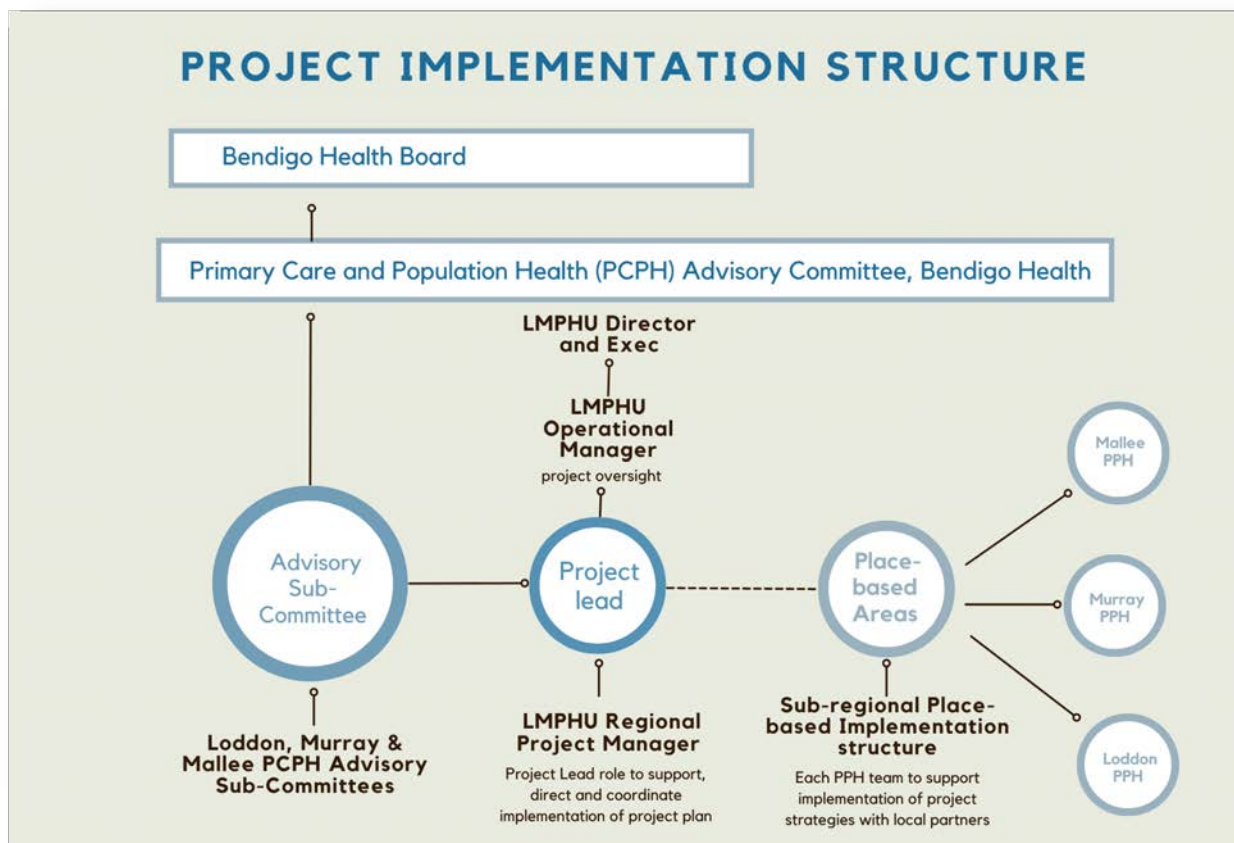 PROJECT IMPLEMENTATION STRUCTURE
Bendigo Health Board
Primary Care and Population Health (PCPH) Advisory Committee, Bendigo Health
LMPHU Director
and Exec
LMPHU
Operational
Manager
project oversight
Advisory
Sub-
Committee
Project
lead
Place-
based
Areas
Mallee
PPH
Murray
PPH
Loddon
PPH
Loddon, Murray &
Mallee PCPH Advisory
Sub-Committees
LMPHU Regional
Project Manager
Project Lead role to support,
direct and coordinate
implementation of project plan
Sub-regional Place-
based Implementation
structure
Each PPH team to support
implementation of project
strategies with local partners